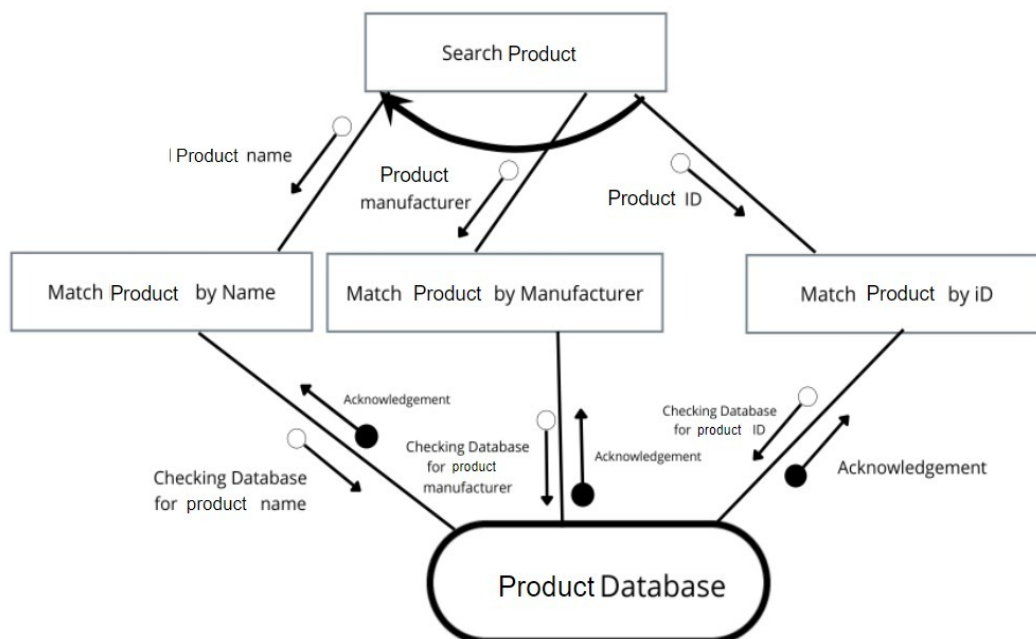 Search Product
| Product name
Product
manufacturer
Product ID
Match Product by Name
Match Product by Manufacturer
Match Product by iD
Acknowledgement
Checking Database
for product name
Checking Database
for product
manufacturer
Acknowledgement
Checking Database
for product ID
Acknowledgement
Product Database